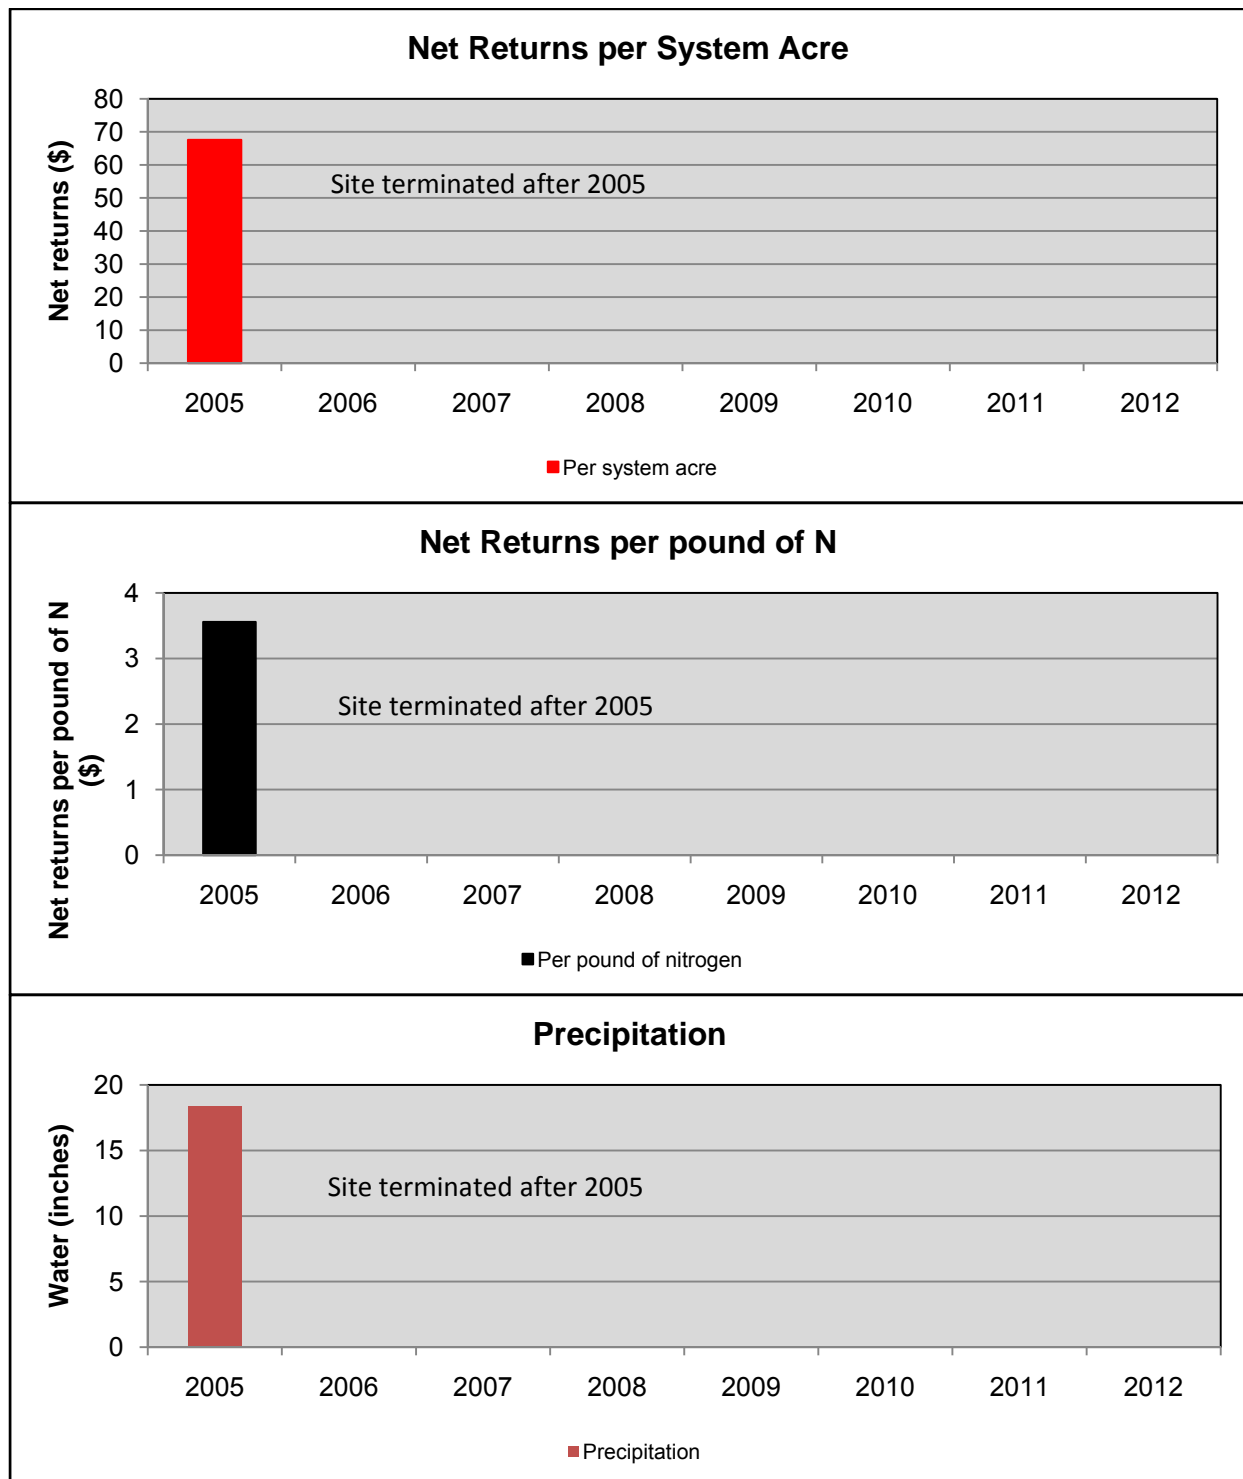 Net Returns per System Acre
Net returns ($)
80
70
60
50
40
30
20
10
0
Site terminated after 2005
2005 2006 2007 2008 2009 2010 2011 2012
Per system acre
Net Returns per pound of N
Net returns per pound of N
($)
4
3
2
1
0
Site terminated after 2005
2005 2006 2007 2008 2009 2010 2011 2012
Per pound of nitrogen
Precipitation
Water (inches)
20
15
10
5
0
Site terminated after 2005
2005 2006 2007 2008 2009 2010 2011 2012
Precipitation